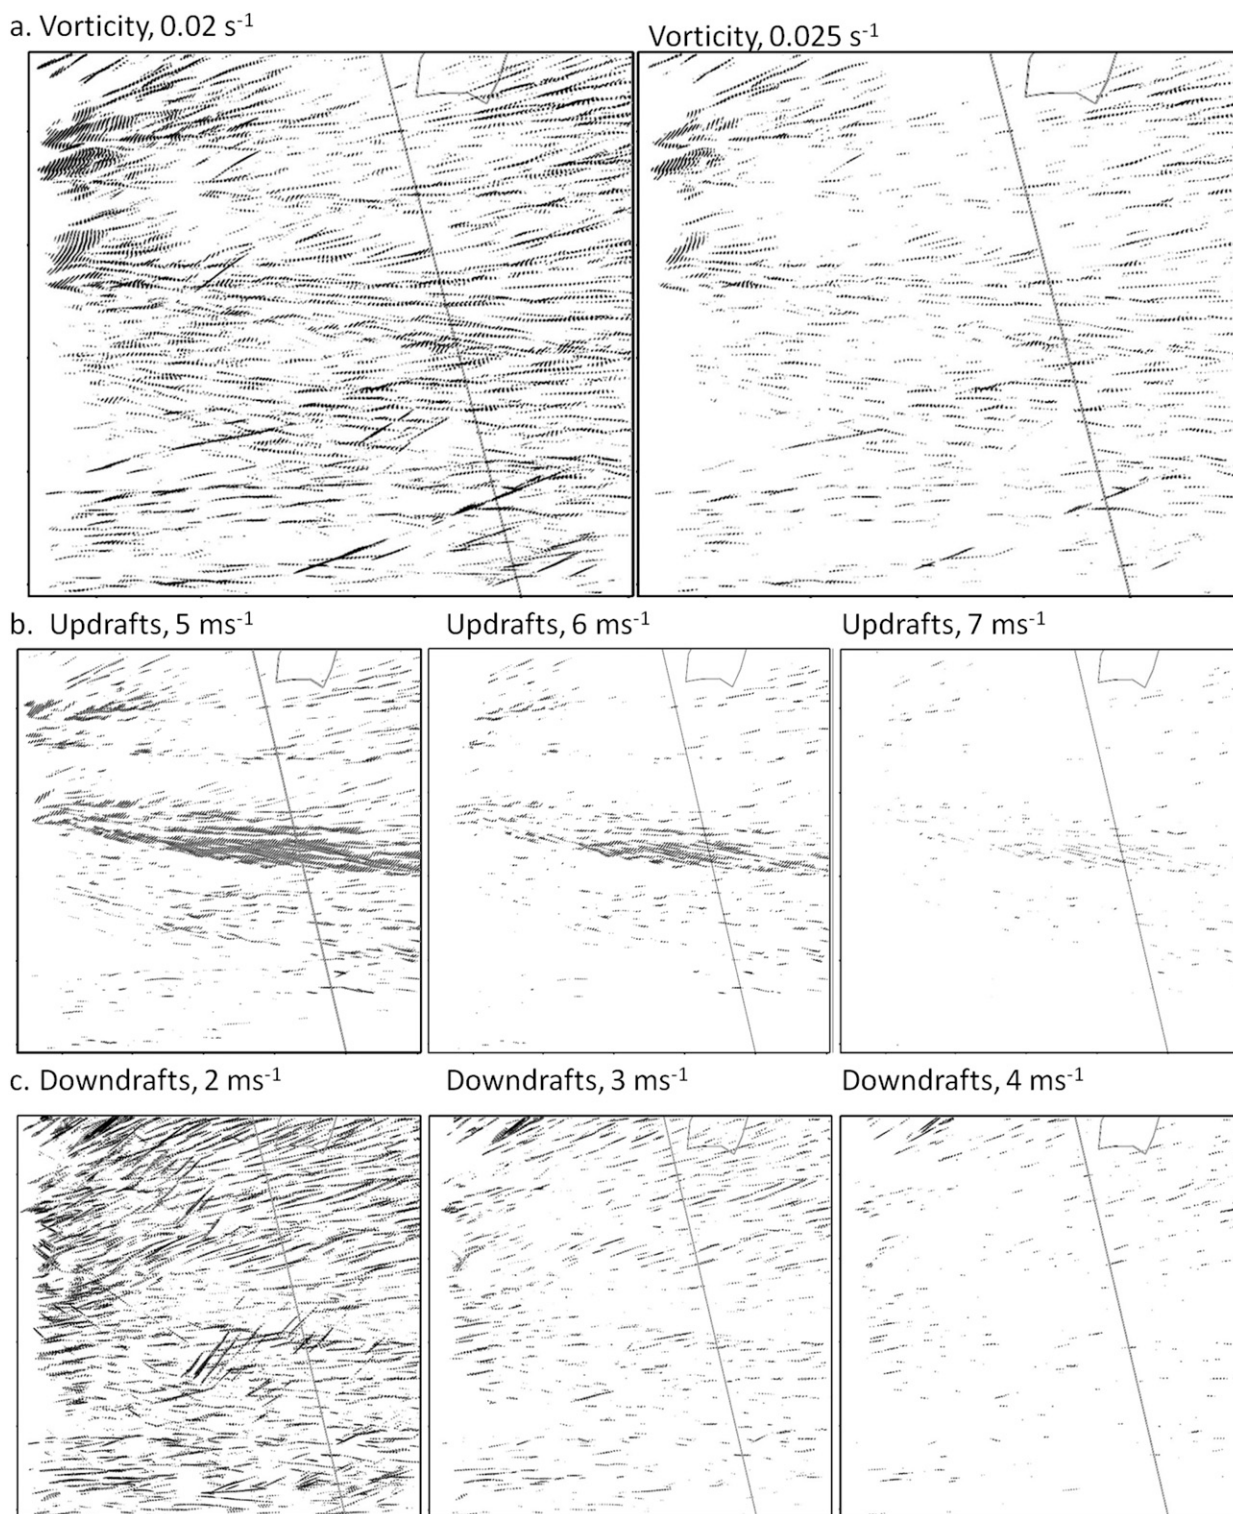 a. Vorticity, 0.02 s⁻¹
Vorticity, 0.025 s⁻¹
b. Updrafts, 5 ms⁻¹
Updrafts, 6 ms⁻¹
Updrafts, 7 ms⁻¹
c. Downdrafts, 2 ms⁻¹
Downdrafts, 3 ms⁻¹
Downdrafts, 4 ms⁻¹